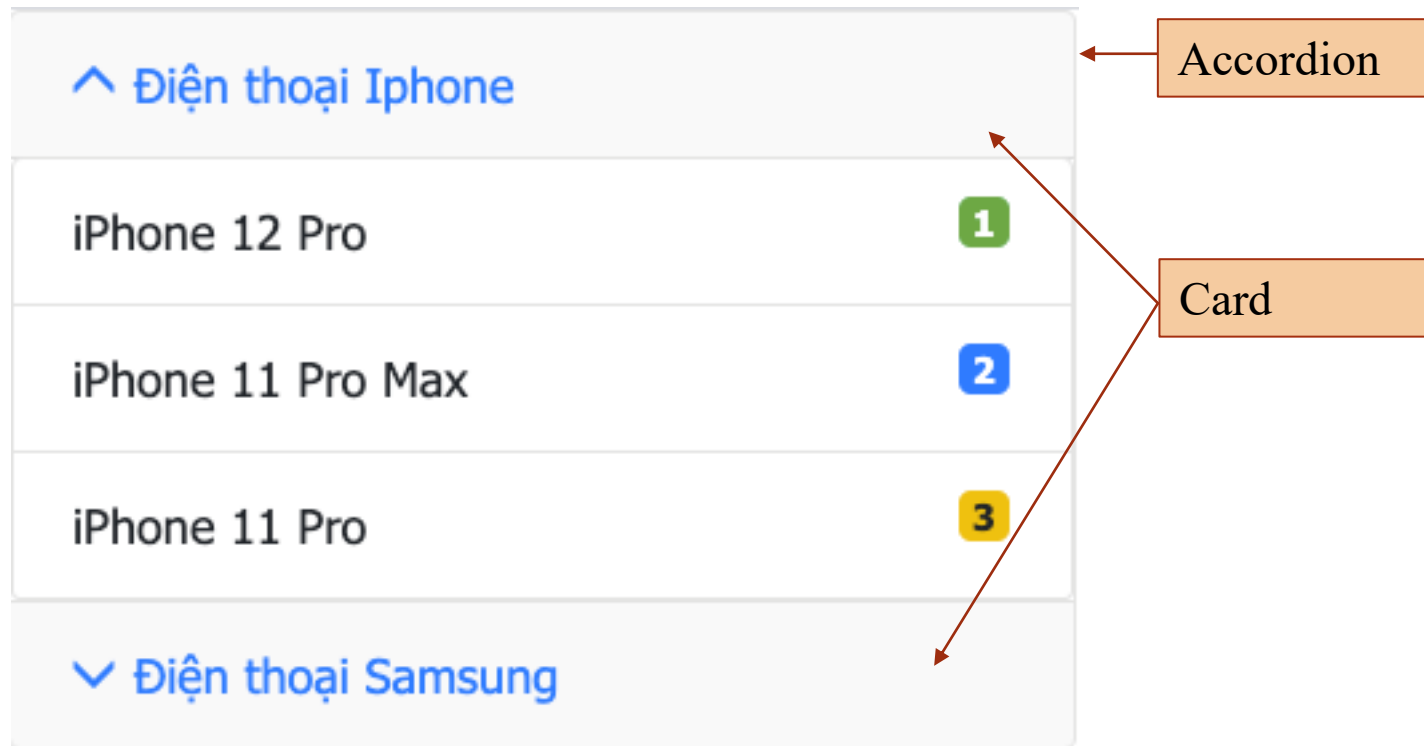 Điện thoại Iphone
Accordion
iPhone 12 Pro
1
Card
iPhone 11 Pro Max
2
iPhone 11 Pro
3
Điện thoại Samsung